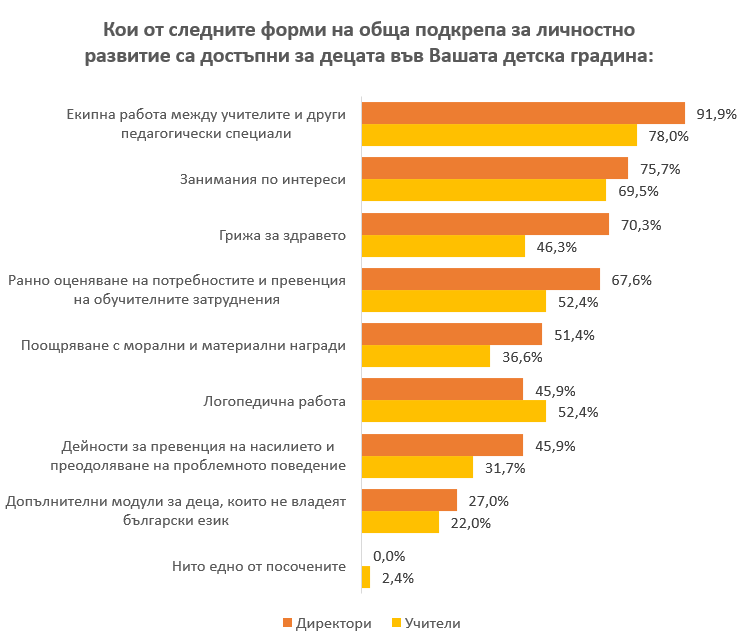 Кои от следните форми на обща подкрепа за личностно
развитие са достъпни за децата във Вашата детска градина:
Екипна работа между учителите и други
педагогически специали
91,9%
78,0%
Занимания по интереси
75,7%
69,5%
Грижа за здравето
70,3%
46,3%
Ранно оценяване на потребностите и превенция
на обучителните затруднения
67,6%
52,4%
Поощряване с морални и материални награди
51,4%
36,6%
Логопедична работа
45,9%
52,4%
Дейности за превенция на насилието и
преодоляване на проблемното поведение
45,9%
31,7%
Допълнителни модули за деца, които не владеят
български език
27,0%
22,0%
Нито едно от посочените
0,0%
2,4%
Директори Учители